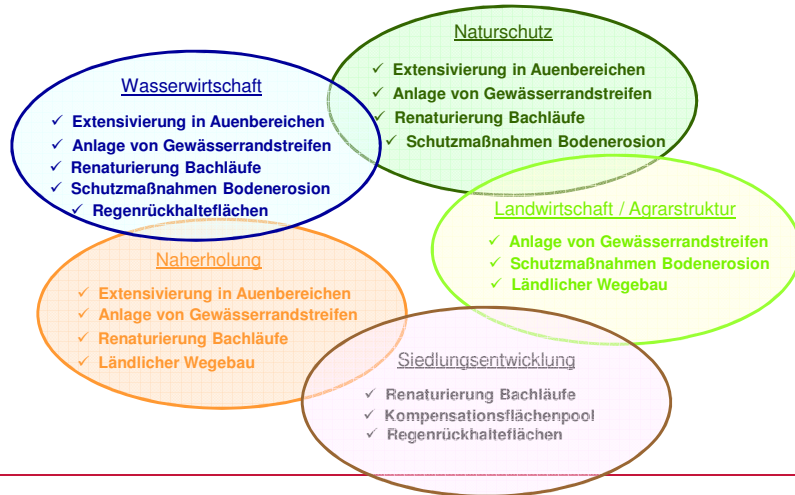 Naturschutz
✓ Extensivierung in Auenbereichen
✓ Anlage von Gewässerrandstreifen
✓ Renaturierung Bachläufe
✓ Schutzmaßnahmen Bodenerosion
Wasserwirtschaft
✓ Extensivierung in Auenbereichen
✓ Anlage von Gewässerrandstreifen
✓ Renaturierung Bachläufe
✓ Schutzmaßnahmen Bodenerosion
✓ Regenrückhalteflächen
Landwirtschaft / Agrarstruktur
✓ Anlage von Gewässerrandstreifen
✓ Schutzmaßnahmen Bodenerosion
✓ Ländlicher Wegebau
Naherholung
✓ Extensivierung in Auenbereichen
✓ Anlage von Gewässerrandstreifen
✓ Renaturierung Bachläufe
✓ Ländlicher Wegebau
Siedlungsentwicklung
✓ Renaturierung Bachläufe
✓ Kompensationsflächenpool
✓ Regenrückhalteflächen